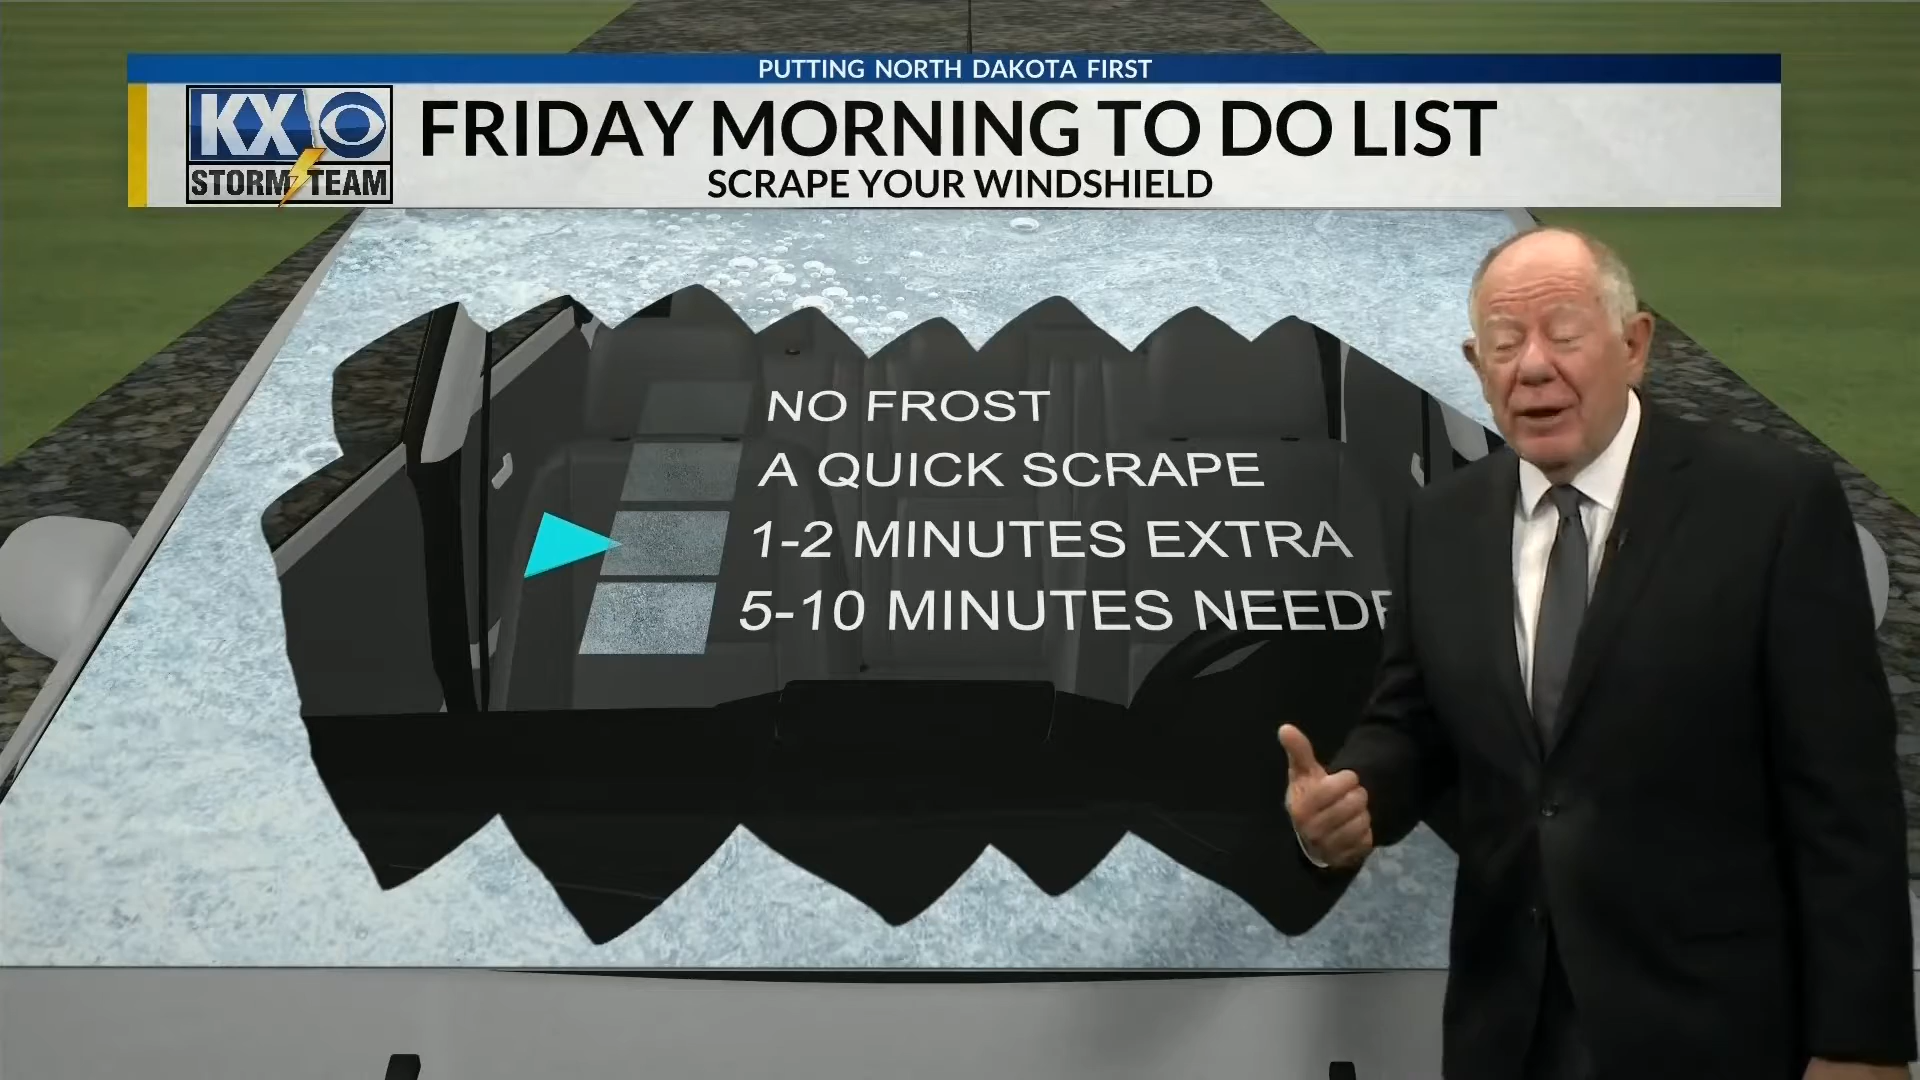 PUTTING NORTH DAKOTA FIRST
KX
STORM TEAM
FRIDAY MORNING TO DO LIST
SCRAPE YOUR WINDSHIELD
NO FROST
A QUICK SCRAPE
1-2 MINUTES EXTRA
5-10 MINUTES